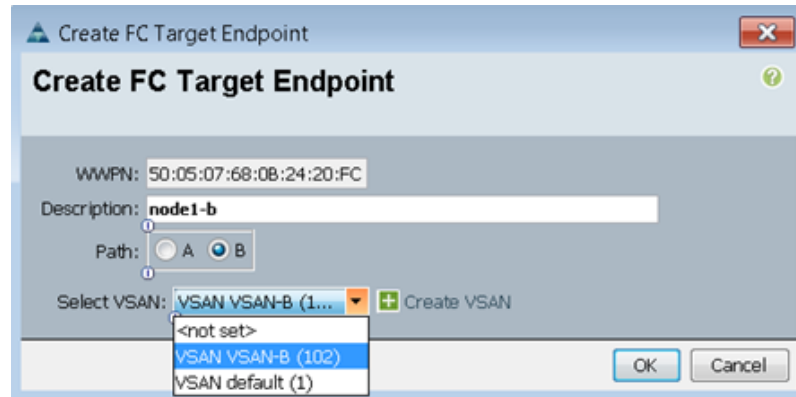 Create FC Target Endpoint
Create FC Target Endpoint
WWPN: 50:05:07:68:0B:24:20:FC
Description: node1-b
Path: A B
Select VSAN: VSAN VSAN-B (1... Create VSAN
<not set>
VSAN VSAN-B (102)
VSAN default (1)
OK Cancel